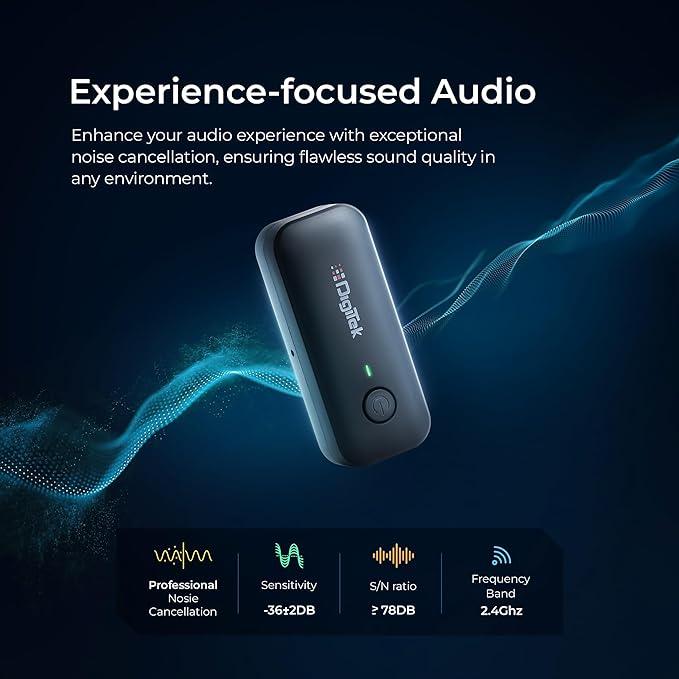 Experience-focused Audio
Enhance your audio experience with exceptional
noise cancellation, ensuring flawless sound quality in
any environment.
DigiTek
Professional
Nosie
Cancellation
Sensitivity
-36±2DB
S/N ratio
≥78DB
Frequency
Band
2.4Ghz